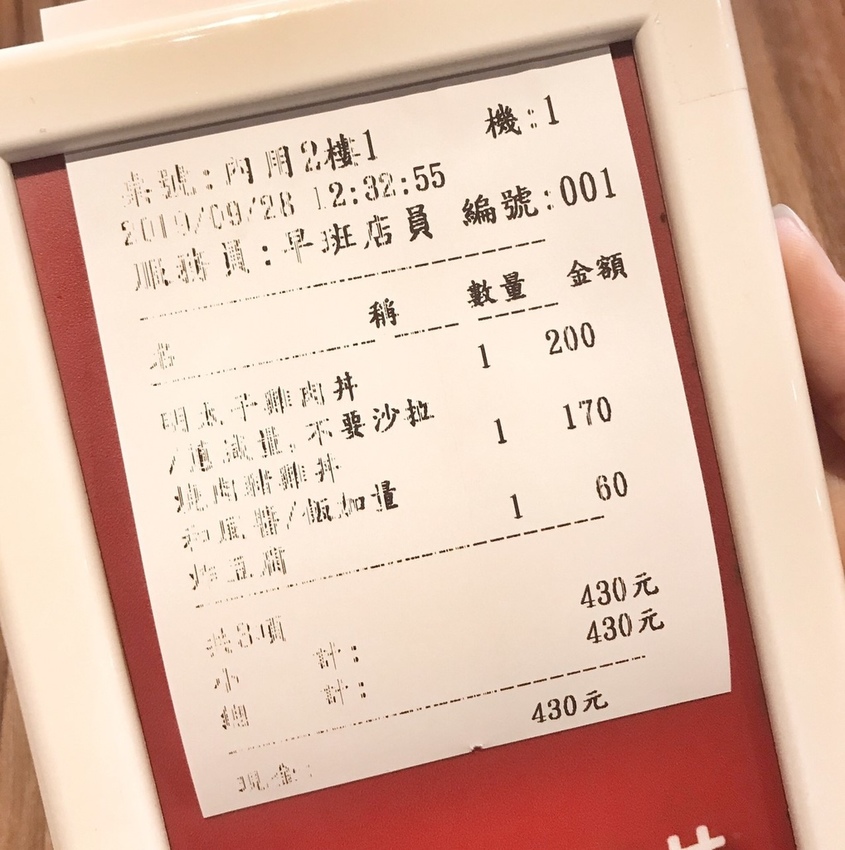 桌號：內用2樓1 機:1
2019/09/28 12:32:55
服務員：早班店員 編號:001
名 稱 數量 金額
明太子雞肉丼 1 200
/ 減量,不要沙拉
燒肉豬雞丼 1 170
和風醬/飯加量
炸豆腐 1 60
共3項 430元
小 計： 430元
總 計：
現金： 430元
丼